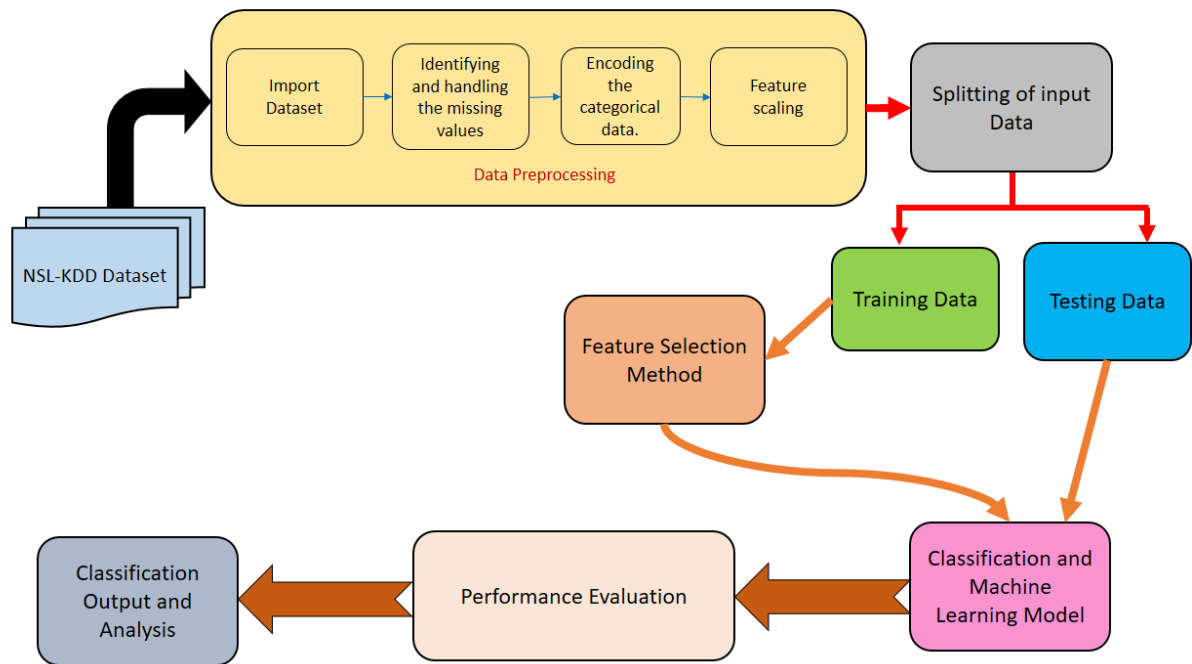 Import
Dataset
Identifying
and handling
the missing
values
Encoding
the
categorical
data.
Feature
scaling
Data Preprocessing
Splitting of input
Data
NSL-KDD Dataset
Training Data
Testing Data
Feature Selection
Method
Classification and
Machine
Learning Model
Performance Evaluation
Classification
Output and
Analysis